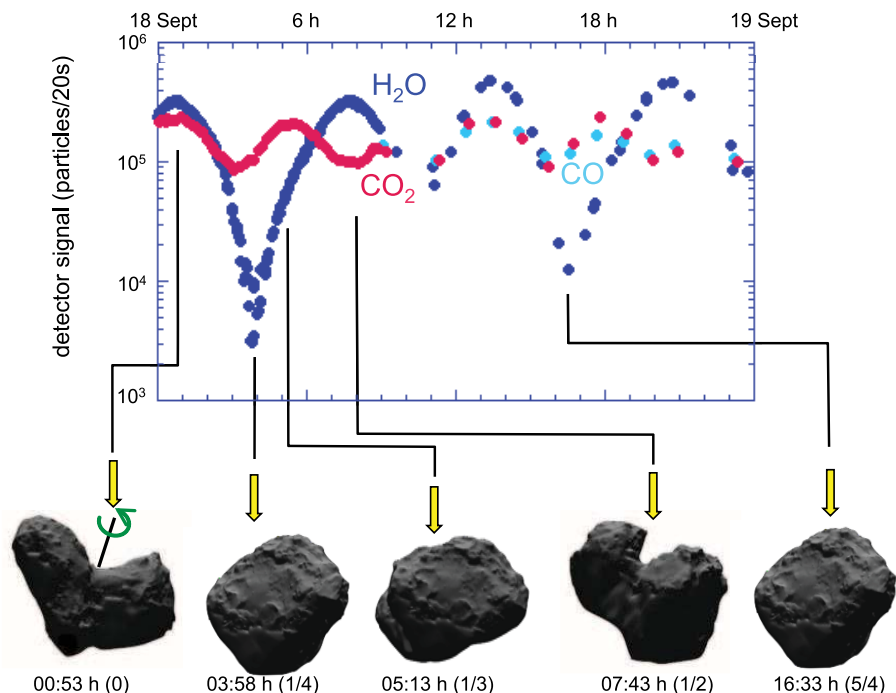 18 Sept 6 h 12 h 18 h 19 Sept
10⁶
10⁵
10⁴
10³
detector signal (particles/20s)
H₂O
CO₂
CO
00:53 h (0) 03:58 h (1/4) 05:13 h (1/3) 07:43 h (1/2) 16:33 h (5/4)